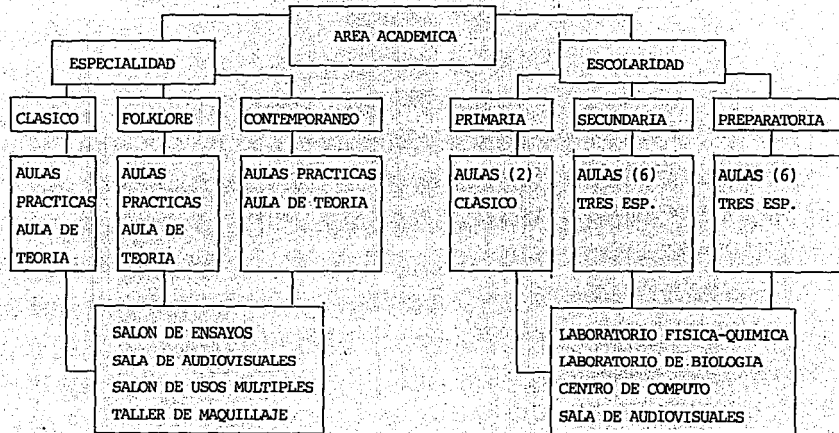 AREA ACADEMICA
ESPECIALIDAD
ESCOLARIDAD
CLASICO
FOLKLORE
CONTEMPORANEO
PRIMARIA
SECUNDARIA
PREPARATORIA
AULAS
PRACTICAS
AULA DE
TEORIA
AULAS
PRACTICAS
AULA DE
TEORIA
AULAS PRACTICAS
AULA DE TEORIA
AULAS (2)
CLASICO
AULAS (6)
TRES ESP.
AULAS (6)
TRES ESP.
SALON DE ENSAYOS
SALA DE AUDIOVISUALES
SALON DE USOS MULTIPLES
TALLER DE MAQUILLAJE
LABORATORIO FISICA-QUIMICA
LABORATORIO DE BIOLOGIA
CENTRO DE COMPUTO
SALA DE AUDIOVISUALES